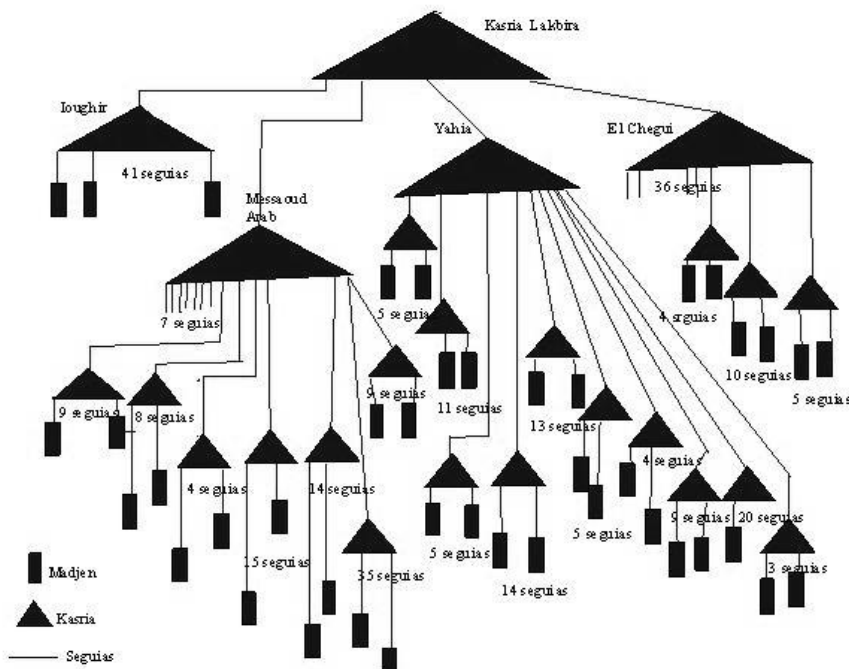 Kasria Lakbira
Ioughir
Yahia
El Chegui
41 seguias
36 seguias
Messaoud
Arab
5 seguia
4 srguias
7 seguias
9 seguias
11 seguias
10 seguias
5 seguias
9 seguias
8 seguias
13 seguias
4 seguias
14 seguias
4 seguias
9 seguias
20 seguias
5 seguias
5 seguias
15 seguias
35 seguias
14 seguias
3 seguias
Madjen
Kasria
Seguias